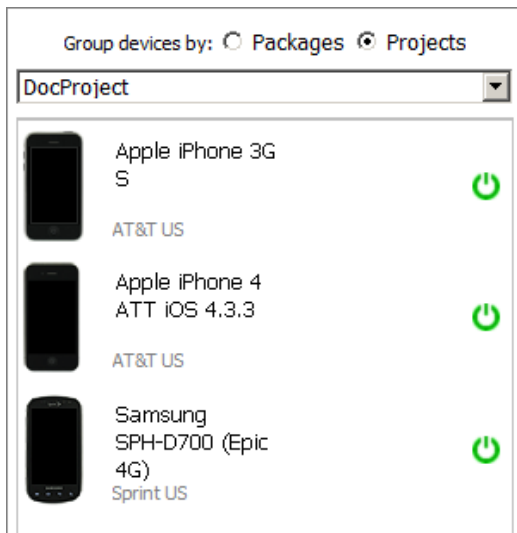 Group devices by: Packages Projects
DocProject
Apple iPhone 3G
S
AT&T US
Apple iPhone 4
ATT iOS 4.3.3
AT&T US
Samsung
SPH-D700 (Epic
4G)
Sprint US